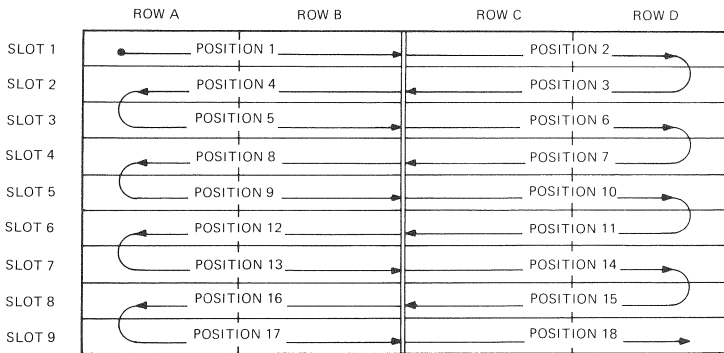 ROW A ROW B ROW C ROW D
SLOT 1 POSITION 1 POSITION 2
SLOT 2 POSITION 4 POSITION 3
SLOT 3 POSITION 5 POSITION 6
SLOT 4 POSITION 8 POSITION 7
SLOT 5 POSITION 9 POSITION 10
SLOT 6 POSITION 12 POSITION 11
SLOT 7 POSITION 13 POSITION 14
SLOT 8 POSITION 16 POSITION 15
SLOT 9 POSITION 17 POSITION 18